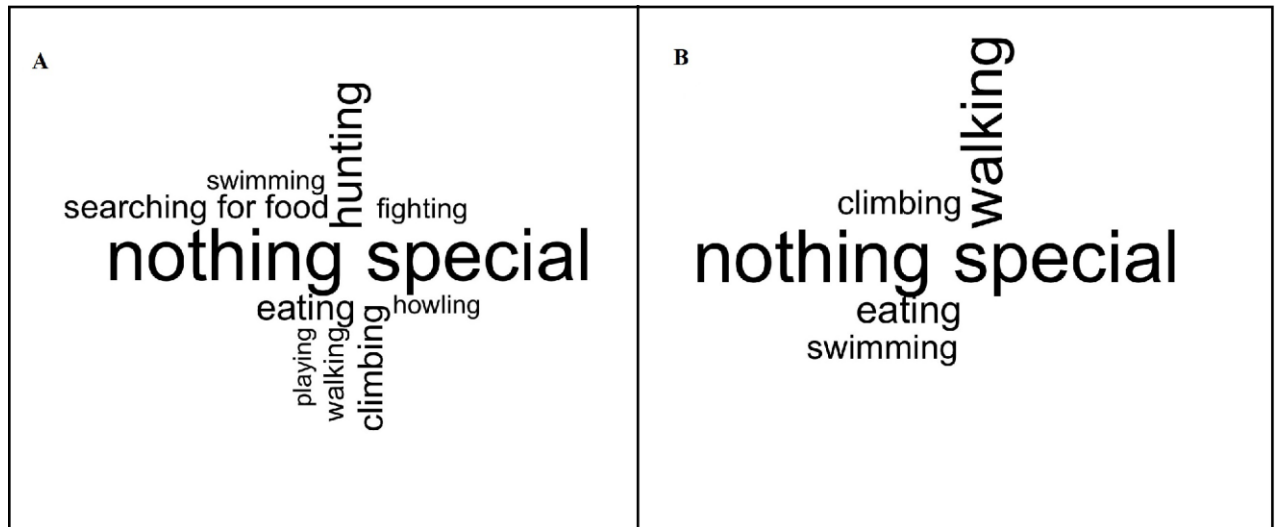 A
hunting
swimming
searching for food
fighting
nothing special
eating
howling
playing
walking
climbing
B
walking
climbing
nothing special
eating
swimming